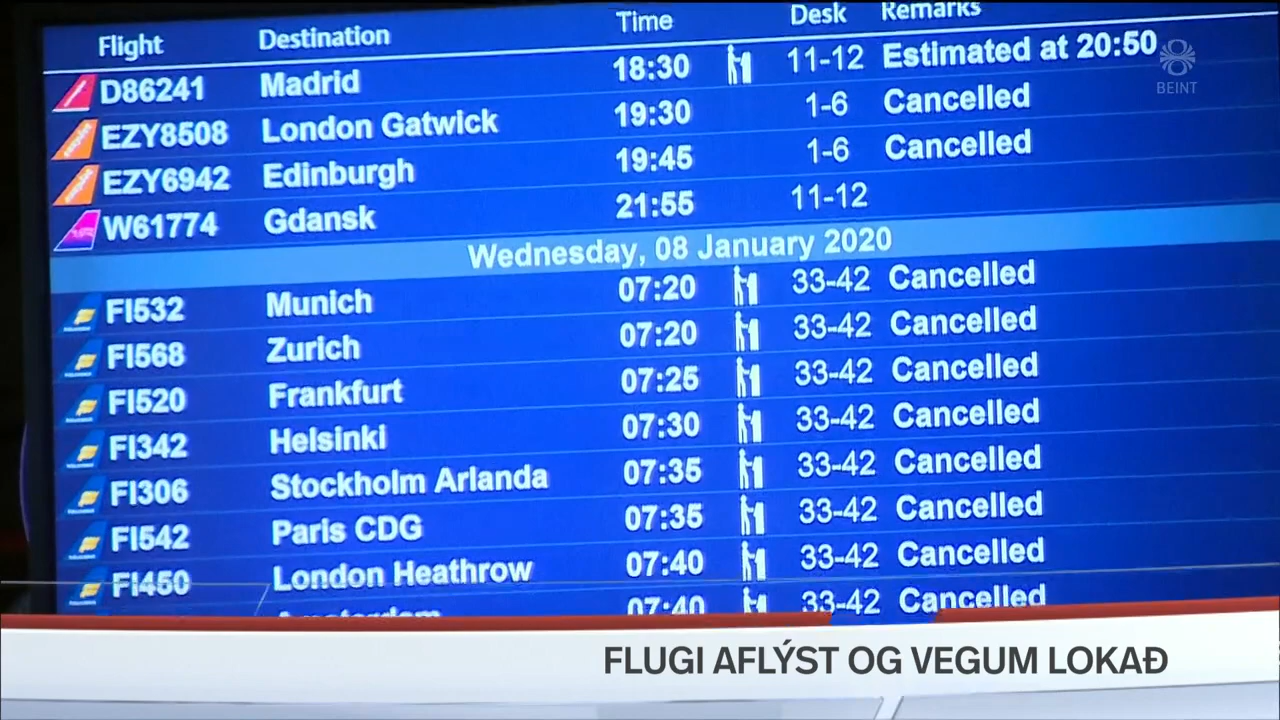 Flight Destination Time Desk Remarks
D86241 Madrid 18:30 11-12 Estimated at 20:50
BEINT
EZY8508 London Gatwick 19:30 1-6 Cancelled
EZY6942 Edinburgh 19:45 1-6 Cancelled
W61774 Gdansk 21:55 11-12
Wednesday, 08 January 2020
FI532 Munich 07:20 33-42 Cancelled
FI568 Zurich 07:20 33-42 Cancelled
FI520 Frankfurt 07:25 33-42 Cancelled
FI342 Helsinki 07:30 33-42 Cancelled
FI306 Stockholm Arlanda 07:35 33-42 Cancelled
FI542 Paris CDG 07:35 33-42 Cancelled
FI450 London Heathrow 07:40 33-42 Cancelled
Amsterdam 07:40 33-42 Cancelled
FLUGI AFLÝST OG VEGUM LOKAÐ